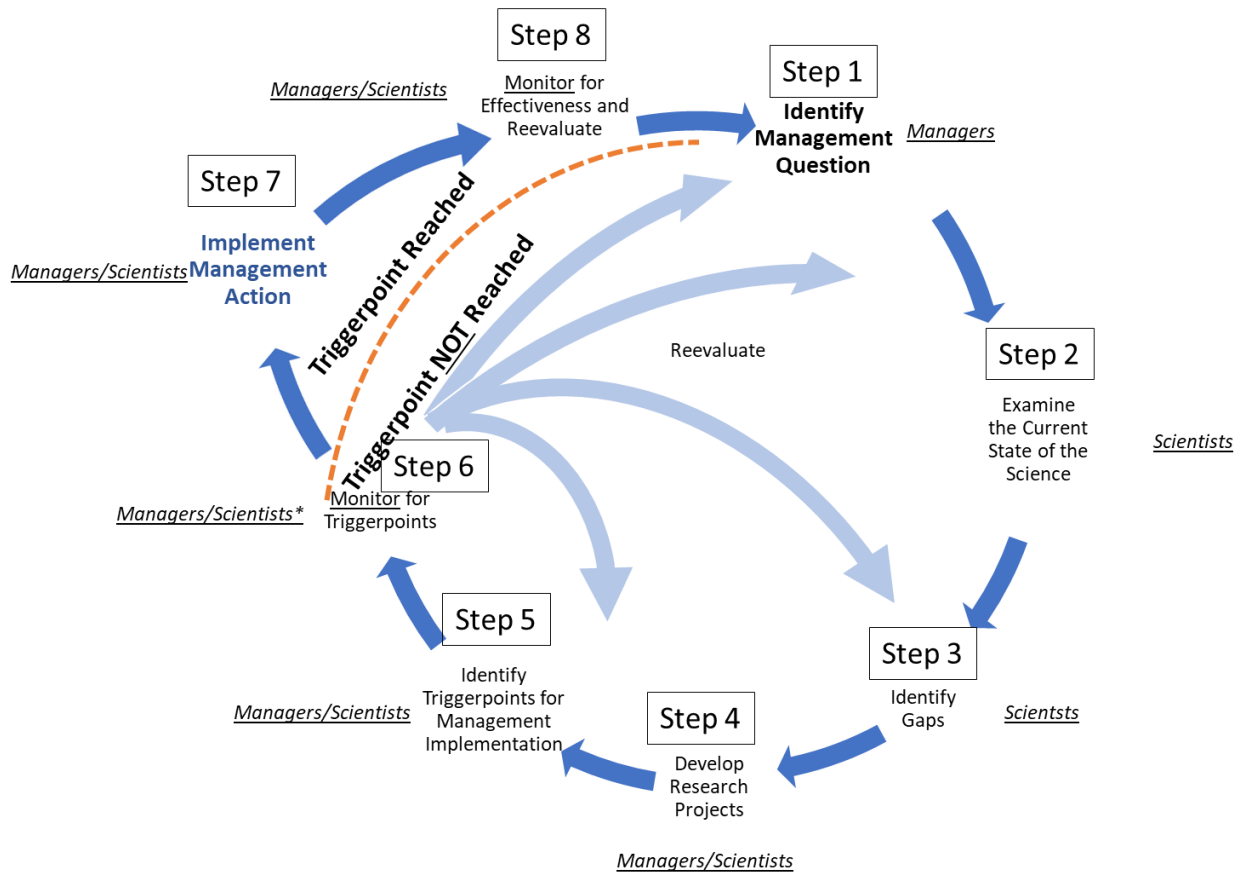 Step 8
Monitor for
Effectiveness and
Reevaluate
Managers/Scientists
Step 1
Identify
Management
Question
Managers
Step 7
Implement
Management
Action
Managers/Scientists
Triggerpoint Reached
Triggerpoint NOT Reached
Reevaluate
Step 2
Examine
the Current
State of the
Science
Scientists
Step 6
Monitor for
Triggerpoints
Managers/Scientists*
Step 5
Identify
Triggerpoints for
Management
Implementation
Managers/Scientists
Step 3
Identify
Gaps
Scientsts
Step 4
Develop
Research
Projects
Managers/Scientists